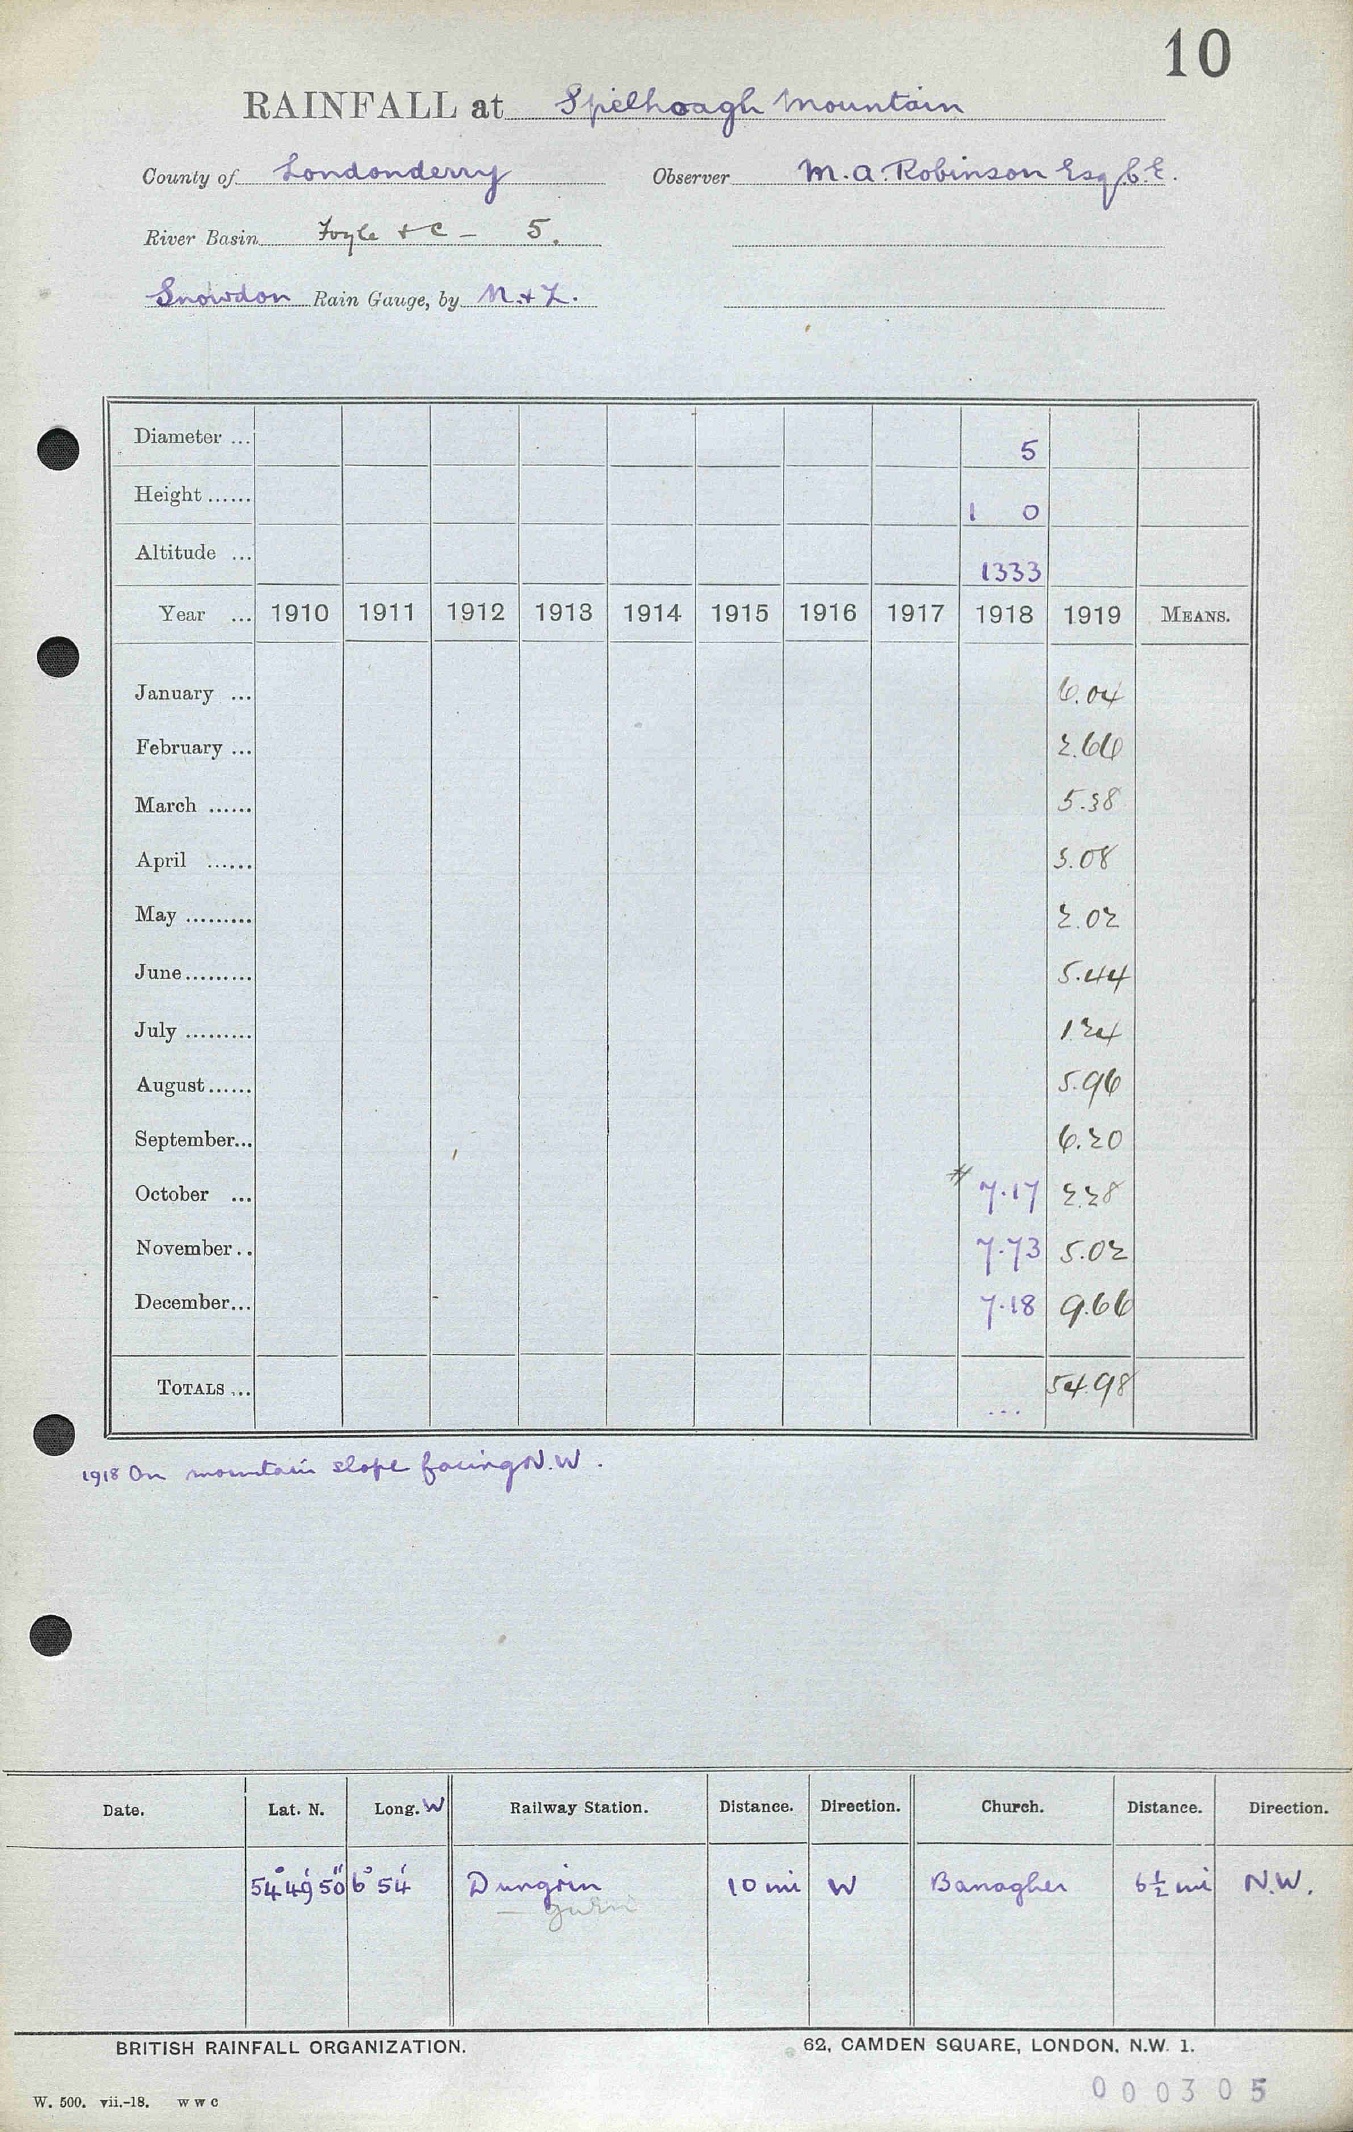 10
RAINFALL at Spelhoagh Mountain
County of Londonderry Observer M.A. Robinson Esq C.E.
River Basin Foyle & C — 5.
Snowdon Rain Gauge, by N. & Z.
Diameter ... 5
Height ...... 1 0
Altitude ... 1333
Year ... 1910 1911 1912 1913 1914 1915 1916 1917 1918 1919 MEANS.
January ... 6.04
February ... 2.66
March ...... 5.38
April ...... 3.08
May ......... 2.02
June ......... 5.44
July ......... 1.24
August ...... 5.96
September... 6.20
October ... 7.17 2.28
November .. 7.73 5.02
December... 7.18 9.66
TOTALS ... ... 54.98
1918 On mountain slope facing N.W.
Date. Lat. N. Long. W Railway Station. Distance. Direction. Church. Distance. Direction.
54° 49' 50" 6° 54' Dungrin 10 mi W Banagher 6½ mi N.W.
BRITISH RAINFALL ORGANIZATION. 62, CAMDEN SQUARE, LONDON. N.W. 1.
000305
W. 500. vii.-18. W W C